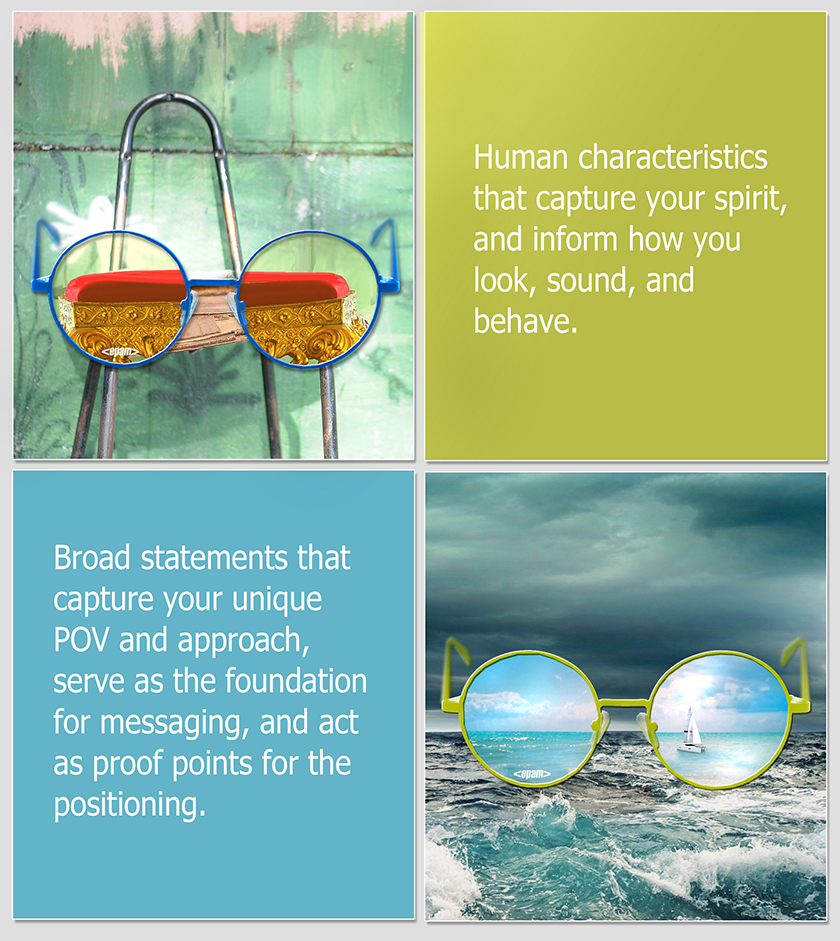 Human characteristics
that capture your spirit,
and inform how you
look, sound, and
behave.
<epam>
Broad statements that
capture your unique
POV and approach,
serve as the foundation
for messaging, and act
as proof points for the
positioning.
<epam>